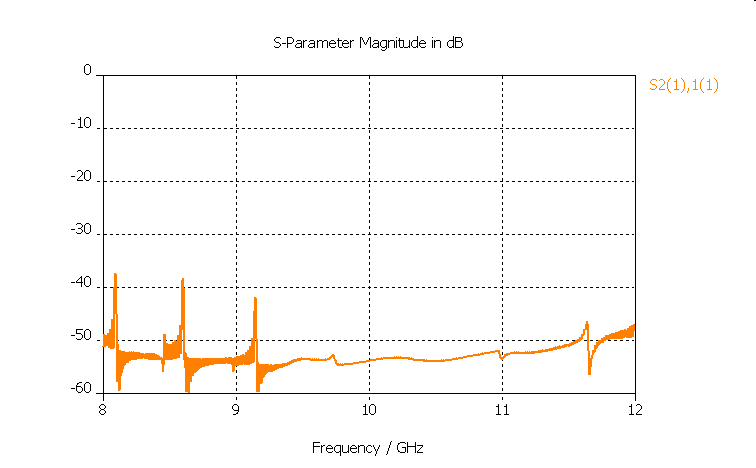 S-Parameter Magnitude in dB
S2(1),1(1)
0
-10
-20
-30
-40
-50
-60
8 9 10 11 12
Frequency / GHz